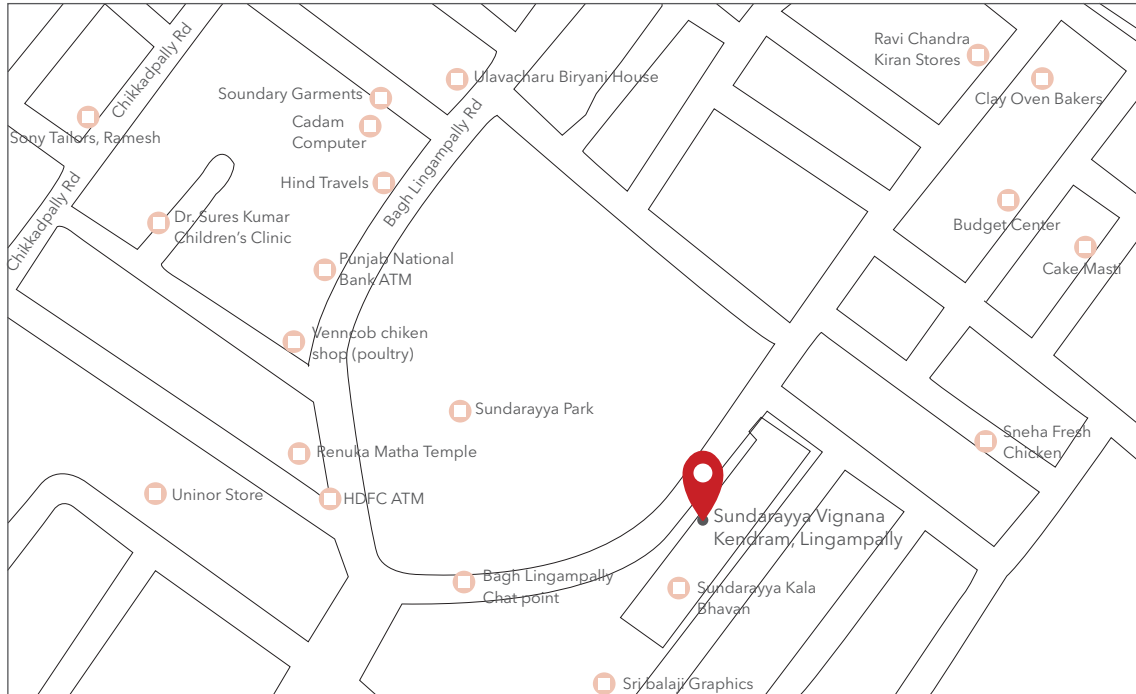 Ravi Chandra
Kiran Stores
Chikkadpally Rd
Ulavacharu Biryani House
Soundary Garments
Clay Oven Bakers
Cadam
Computer
Sony Tailors, Ramesh
Bagh Lingampally Rd
Hind Travels
Chikkadpally Rd
Dr. Sures Kumar
Children's Clinic
Budget Center
Punjab National
Bank ATM
Cake Masti
Venncob chiken
shop (poultry)
Sundarayya Park
Sneha Fresh
Chicken
Renuka Matha Temple
Uninor Store
HDFC ATM
Sundarayya Vignana
Kendram, Lingampally
Bagh Lingampally
Chat point
Sundarayya Kala
Bhavan
Sri balaji Graphics